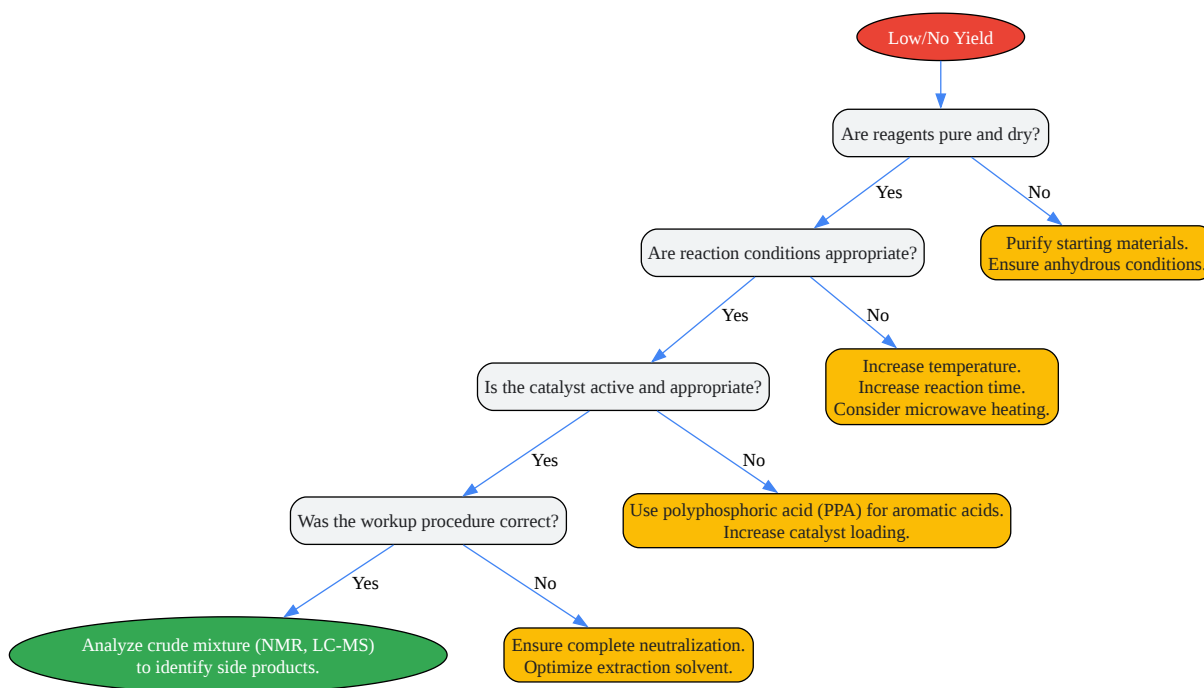 Low/No Yield
Are reagents pure and dry?
Yes
No
Are reaction conditions appropriate?
Purify starting materials.
Ensure anhydrous conditions.
Yes
No
Is the catalyst active and appropriate?
Increase temperature.
Increase reaction time.
Consider microwave heating.
Yes
No
Was the workup procedure correct?
Use polyphosphoric acid (PPA) for aromatic acids.
Increase catalyst loading.
Yes
No
Analyze crude mixture (NMR, LC-MS)
to identify side products.
Ensure complete neutralization.
Optimize extraction solvent.